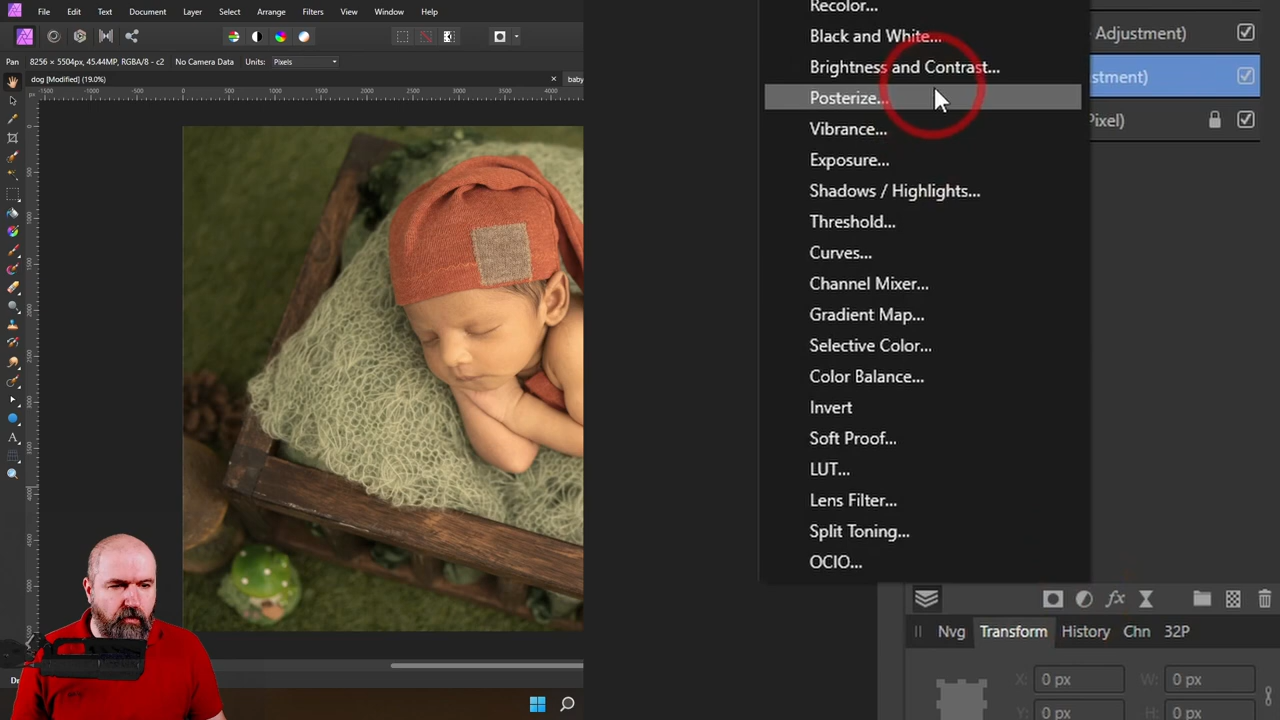 File Edit Text Document Layer Select Arrange Filters View Window Help
Pan 8256 x 5504px, 45.44MP, RGBA/8 - c2 No Camera Data Units: Pixels
dog [Modified] (19.0%) × baby
Recolor...
Black and White...
Brightness and Contrast...
Posterize...
Vibrance...
Exposure...
Shadows / Highlights...
Threshold...
Curves...
Channel Mixer...
Gradient Map...
Selective Color...
Color Balance...
Invert
Soft Proof...
LUT...
Lens Filter...
Split Toning...
OCIO...
Adjustment)
stment)
Pixel)
Nvg Transform History Chn 32P
X: 0 px W: 0 px
Y: 0 px H: 0 px